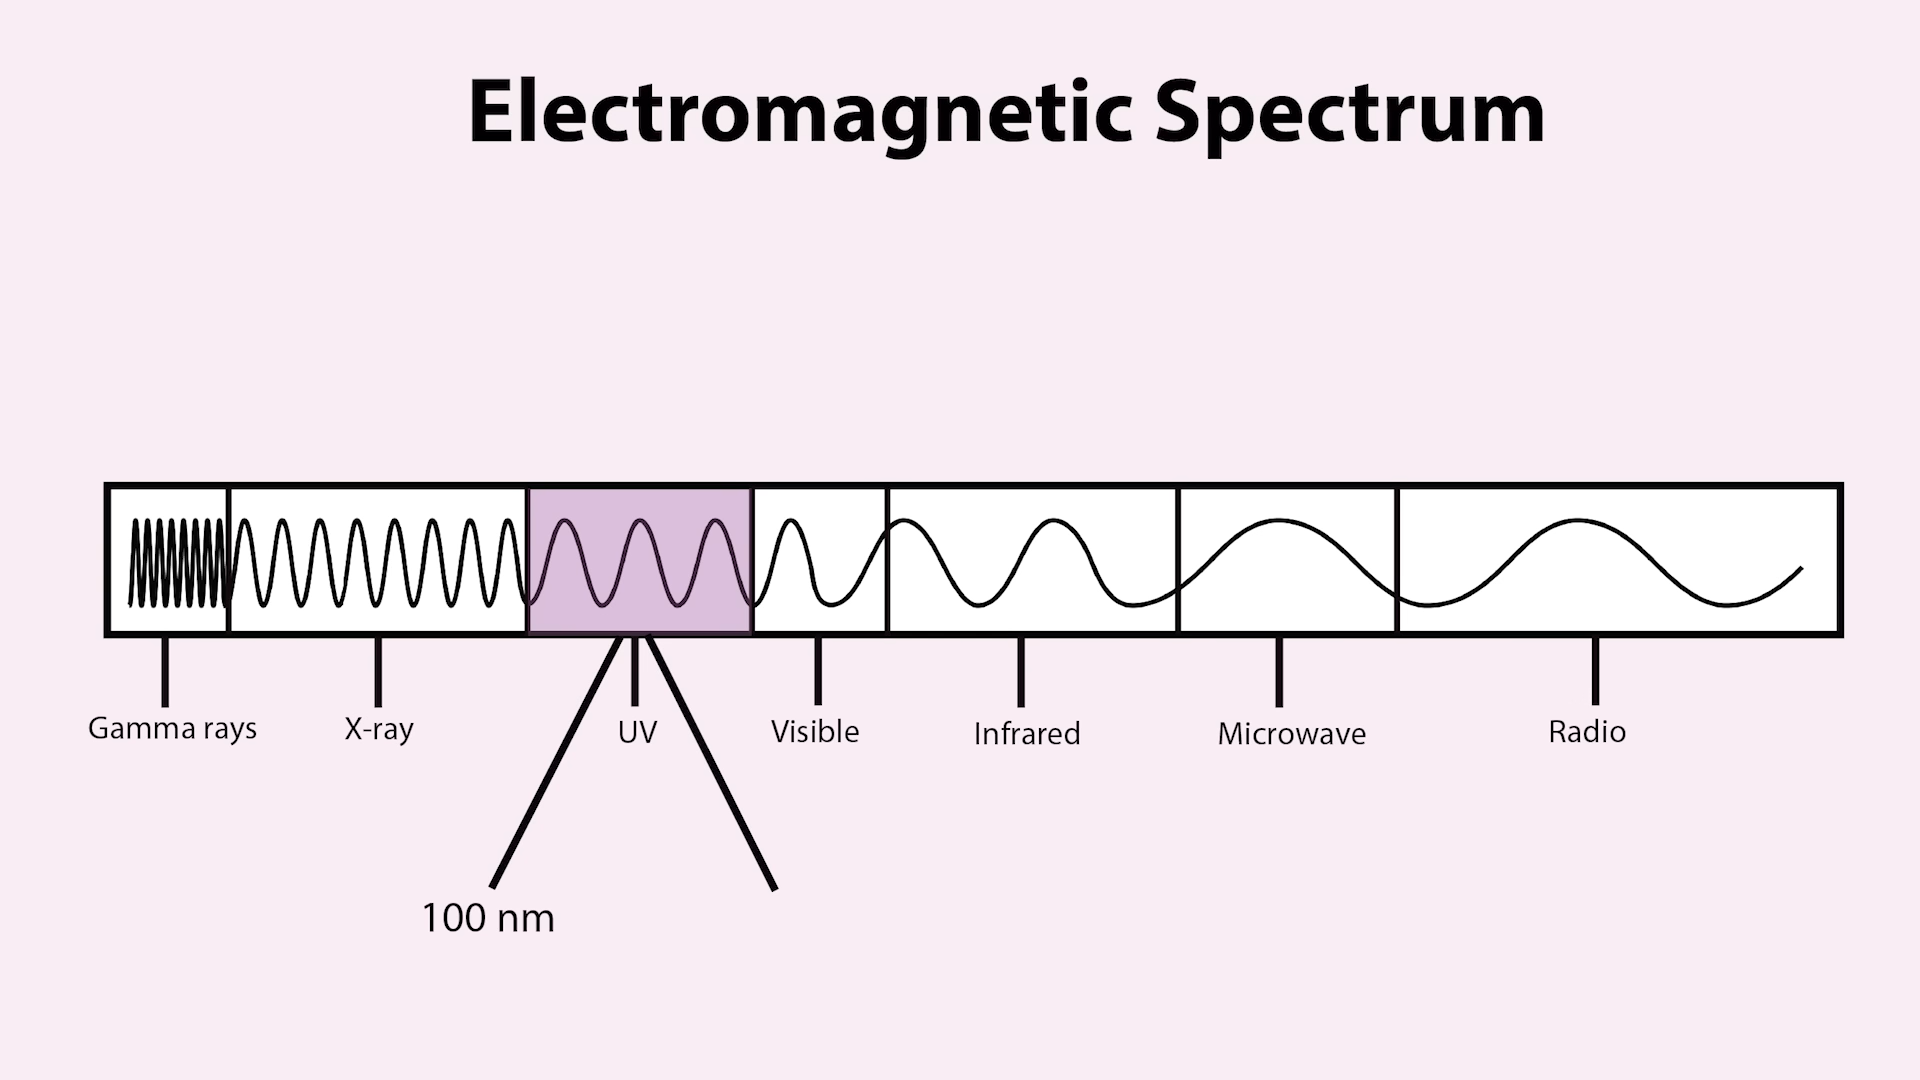 Electromagnetic Spectrum
Gamma rays
X-ray
UV
Visible
Infrared
Microwave
Radio
100 nm